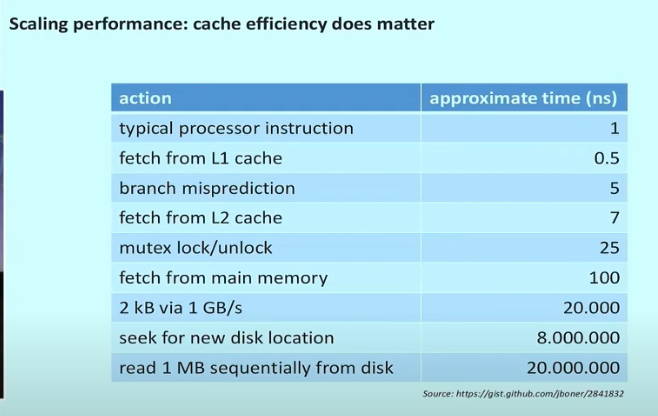 Scaling performance: cache efficiency does matter
action approximate time (ns)
typical processor instruction 1
fetch from L1 cache 0.5
branch misprediction 5
fetch from L2 cache 7
mutex lock/unlock 25
fetch from main memory 100
2 kB via 1 GB/s 20.000
seek for new disk location 8.000.000
read 1 MB sequentially from disk 20.000.000
Source: https://gist.github.com/jboner/2841832